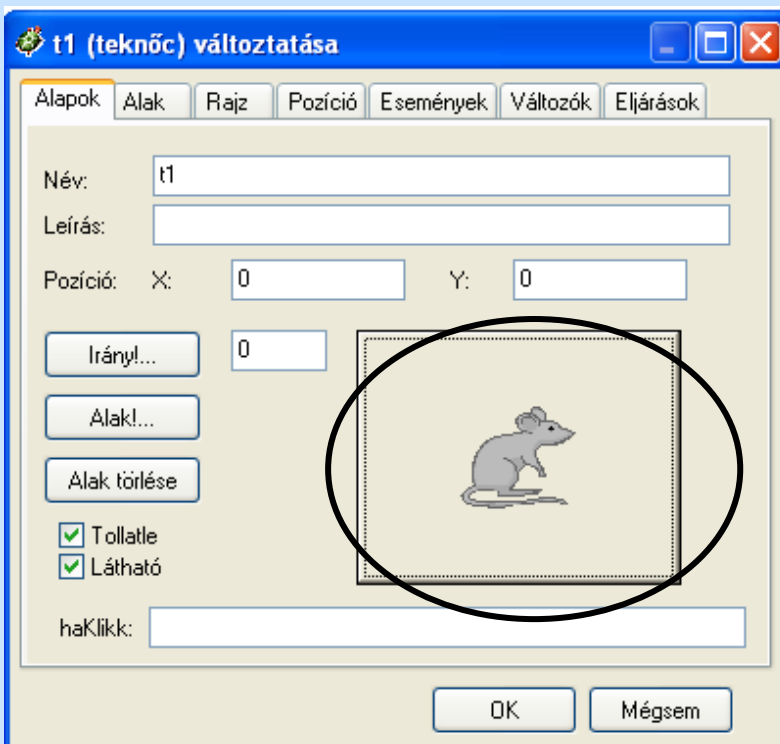 t1 (teknőc) változtatása
Alapok Alak Rajz Pozíció Események Változók Eljárások
Név: t1
Leírás:
Pozíció: X: 0 Y: 0
Irány!... 0
Alak!...
Alak törlése
Tollatle
Látható
haKlikk:
OK Mégsem